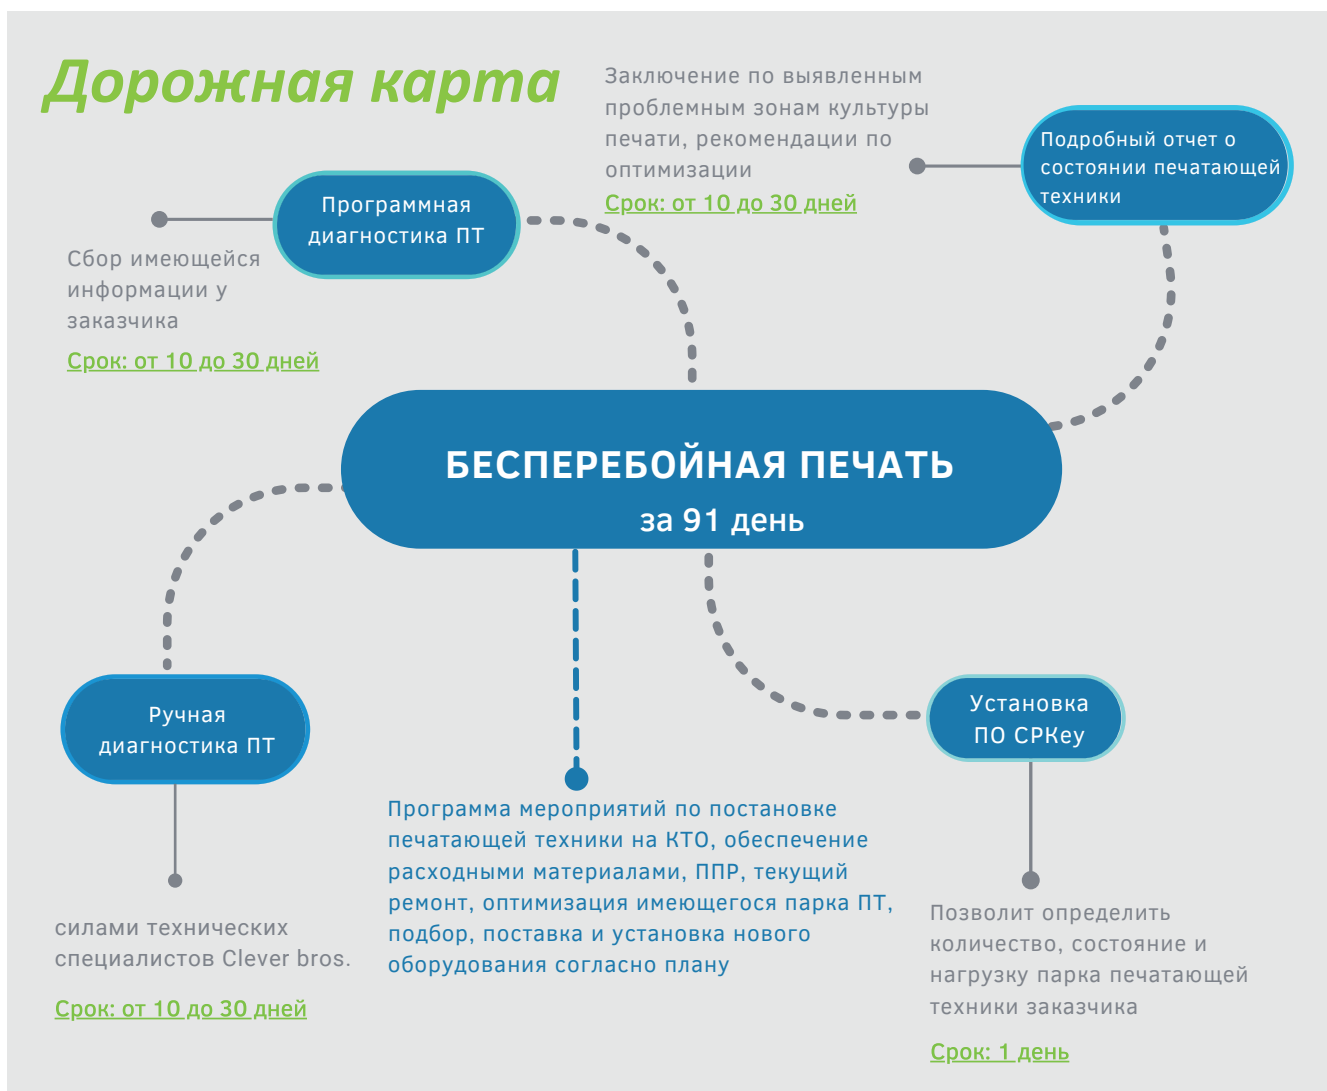 Дорожная карта
Заключение по выявленным
проблемным зонам культуры
печати, рекомендации по
оптимизации
Срок: от 10 до 30 дней
Подробный отчет о
состоянии печатающей
техники
Программная
диагностика ПТ
Сбор имеющейся
информации у
заказчика
Срок: от 10 до 30 дней
БЕСПЕРЕБОЙНАЯ ПЕЧАТЬ
за 91 день
Ручная
диагностика ПТ
силами технических
специалистов Clever bros.
Срок: от 10 до 30 дней
Программа мероприятий по постановке
печатающей техники на КТО, обеспечение
расходными материалами, ППР, текущий
ремонт, оптимизация имеющегося парка ПТ,
подбор, поставка и установка нового
оборудования согласно плану
Установка
ПО СРКеу
Позволит определить
количество, состояние и
нагрузку парка печатающей
техники заказчика
Срок: 1 день